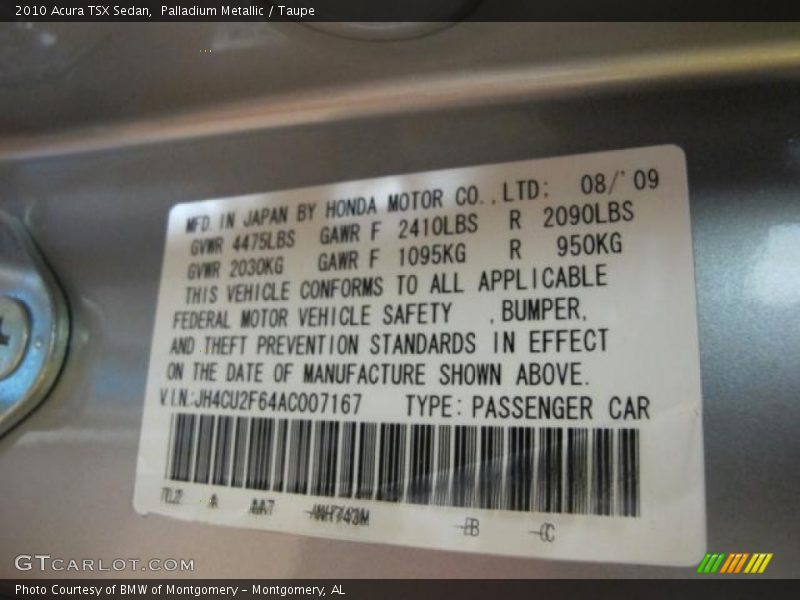 2010 Acura TSX Sedan, Palladium Metallic / Taupe
MFD. IN JAPAN BY HONDA MOTOR CO., LTD: 08/'09
GVWR 4475LBS GAWR F 2410LBS R 2090LBS
GVWR 2030KG GAWR F 1095KG R 950KG
THIS VEHICLE CONFORMS TO ALL APPLICABLE
FEDERAL MOTOR VEHICLE SAFETY , BUMPER,
AND THEFT PREVENTION STANDARDS IN EFFECT
ON THE DATE OF MANUFACTURE SHOWN ABOVE.
V.I.N.:JH4CU2F64AC007167 TYPE: PASSENGER CAR
TL2 A AA7 NH743M B C
GTCARLOT.COM
Photo Courtesy of BMW of Montgomery - Montgomery, AL